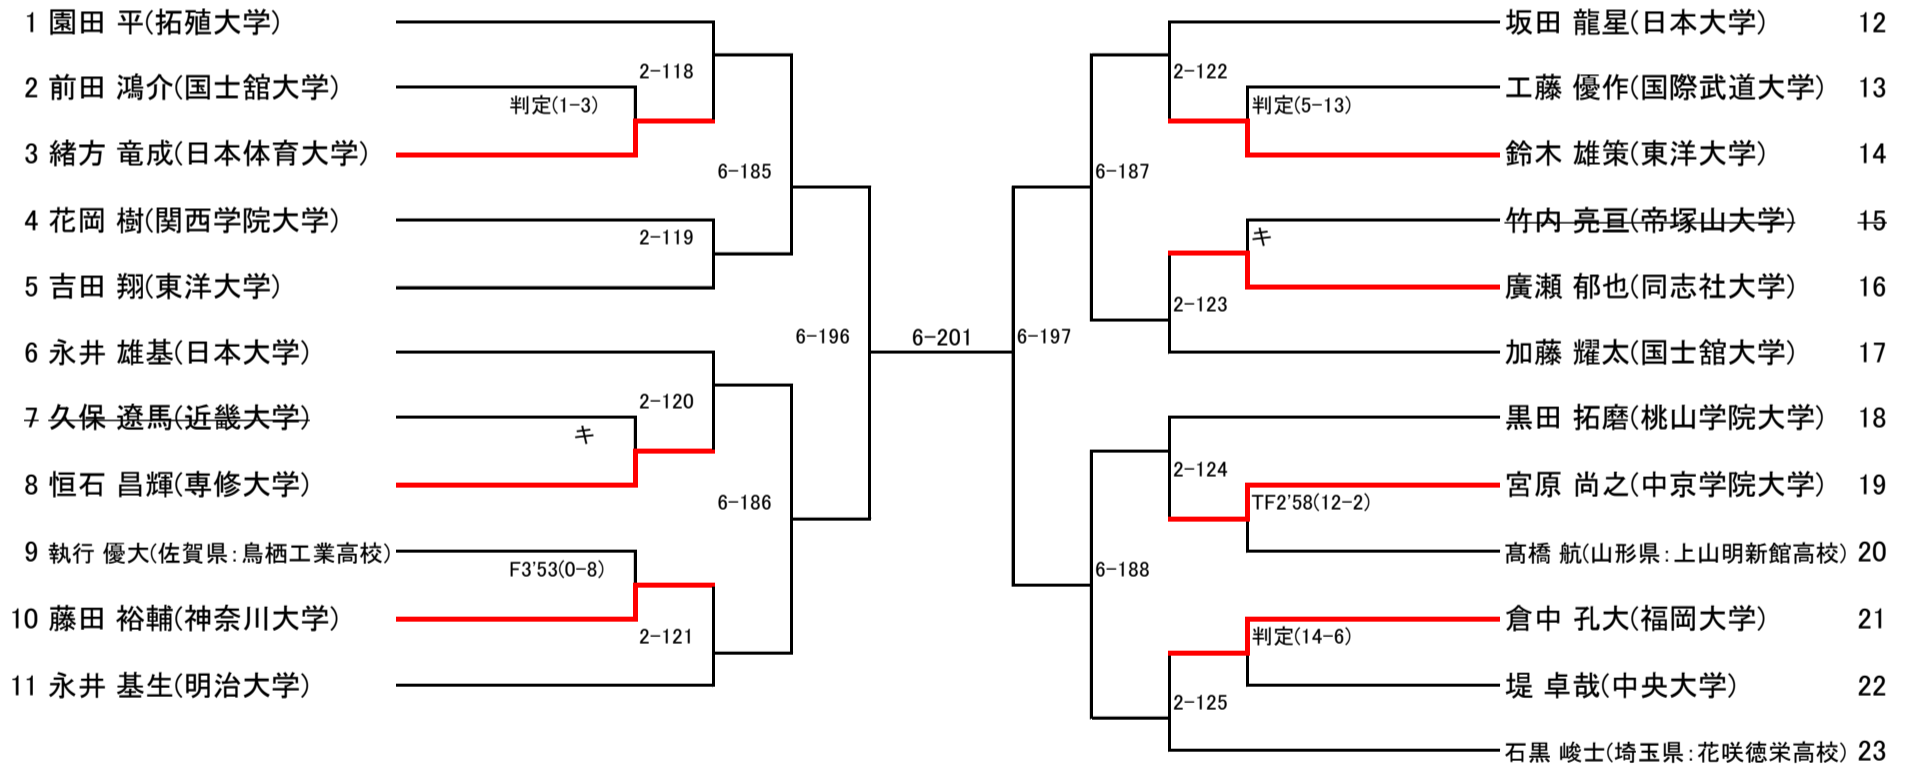 1 園田 平(拓殖大学)
2 前田 鴻介(国士舘大学)
3 緒方 竜成(日本体育大学)
4 花岡 樹(関西学院大学)
5 吉田 翔(東洋大学)
6 永井 雄基(日本大学)
7 久保 遼馬(近畿大学)
8 恒石 昌輝(専修大学)
9 執行 優大(佐賀県:鳥栖工業高校)
10 藤田 裕輔(神奈川大学)
11 永井 基生(明治大学)
判定(1-3)
キ
F3'53(0-8)
2-118
2-119
2-120
2-121
6-185
6-186
6-196
6-201
6-197
6-187
6-188
2-122
2-123
2-124
2-125
判定(5-13)
キ
TF2'58(12-2)
判定(14-6)
坂田 龍星(日本大学) 12
工藤 優作(国際武道大学) 13
鈴木 雄策(東洋大学) 14
竹内 亮亘(帝塚山大学) 15
廣瀬 郁也(同志社大学) 16
加藤 耀太(国士舘大学) 17
黒田 拓磨(桃山学院大学) 18
宮原 尚之(中京学院大学) 19
髙橋 航(山形県:上山明新館高校) 20
倉中 孔大(福岡大学) 21
堤 卓哉(中央大学) 22
石黒 峻士(埼玉県:花咲徳栄高校) 23